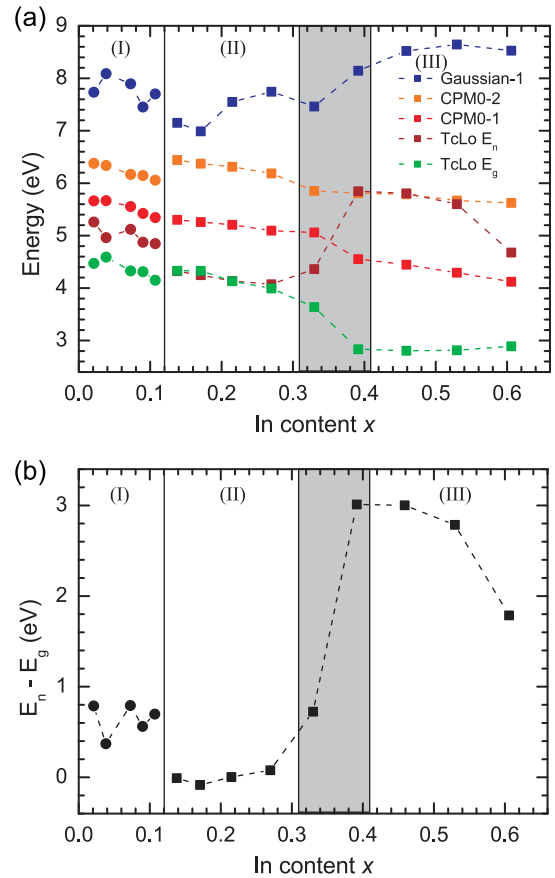 (a)
(I)
(II)
(III)
Gaussian-1
CPM0-2
CPM0-1
TcLo En
TcLo Eg
Energy (eV)
9
8
7
6
5
4
3
0.0 0.1 0.2 0.3 0.4 0.5 0.6
In content x
(b)
(I)
(II)
(III)
En - Eg (eV)
3
2
1
0
0.0 0.1 0.2 0.3 0.4 0.5 0.6
In content x